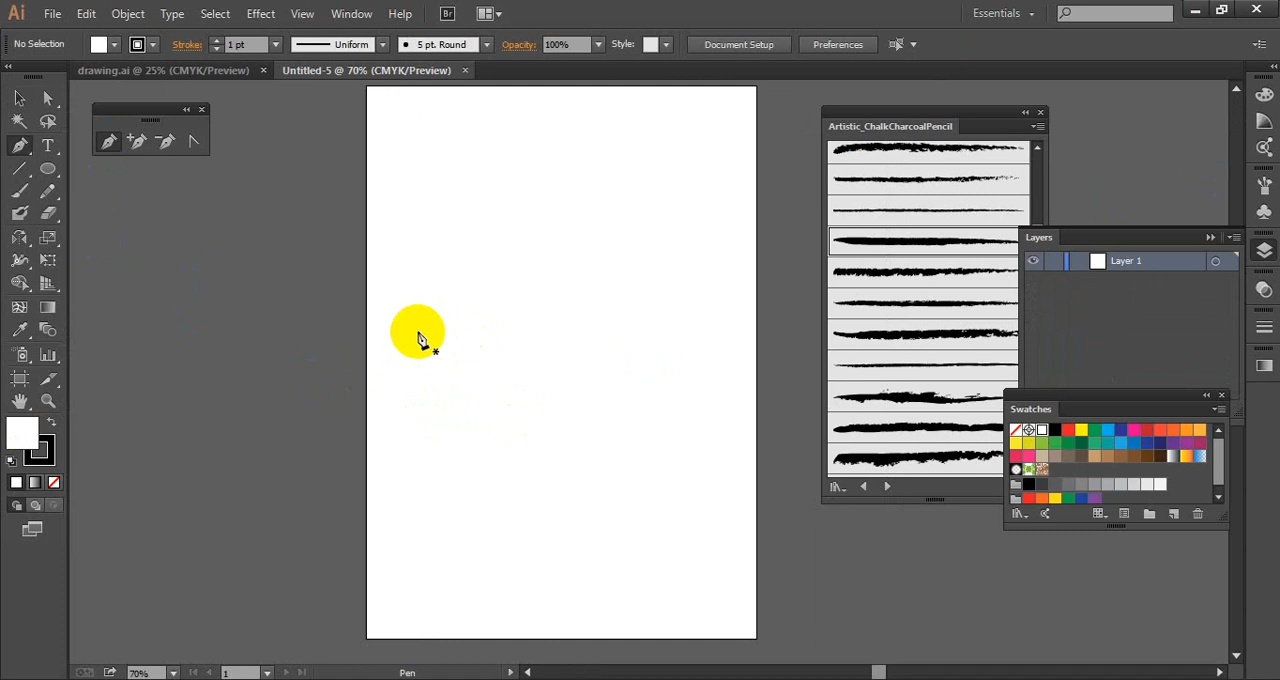 Ai File Edit Object Type Select Effect View Window Help Br Essentials
No Selection Stroke: 1 pt Uniform 5 pt. Round Opacity: 100% Style: Document Setup Preferences
drawing.ai @ 25% (CMYK/Preview) Untitled-5 @ 70% (CMYK/Preview)
Artistic_ChalkCharcoalPencil
Layers
Layer 1
Swatches
70% 1 Pen